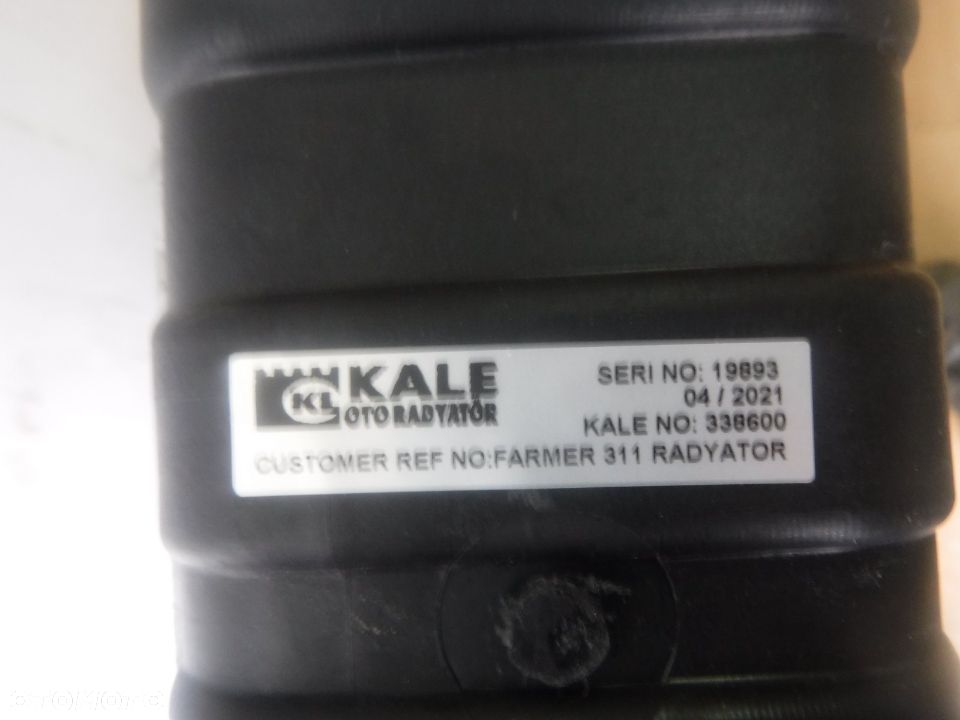 KALE
KL
OTO RADYATÖR
SERI NO: 19893
04 / 2021
KALE NO: 338600
CUSTOMER REF NO:FARMER 311 RADYATOR